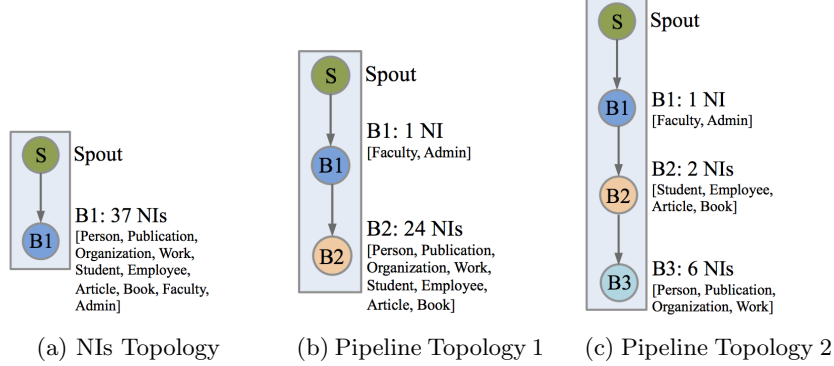 S
Spout
B1
B1: 37 NIs
[Person, Publication,
Organization, Work,
Student, Employee,
Article, Book, Faculty,
Admin]
(a) NIs Topology
S
Spout
B1: 1 NI
[Faculty, Admin]
B1
B2: 24 NIs
B2
[Person, Publication,
Organization, Work,
Student, Employee,
Article, Book]
(b) Pipeline Topology 1
S
Spout
B1: 1 NI
B1
[Faculty, Admin]
B2: 2 NIs
B2
[Student, Employee,
Article, Book]
B3: 6 NIs
B3
[Person, Publication,
Organization, Work]
(c) Pipeline Topology 2